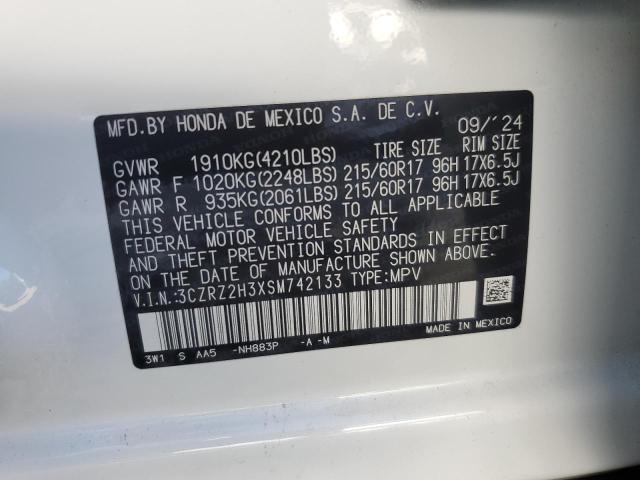 MFD.BY HONDA DE MEXICO S.A. DE C.V. 09/'24
GVWR 1910KG(4210LBS) TIRE SIZE RIM SIZE
GAWR F 1020KG(2248LBS) 215/60R17 96H 17X6.5J
GAWR R 935KG(2061LBS) 215/60R17 96H 17X6.5J
THIS VEHICLE CONFORMS TO ALL APPLICABLE
FEDERAL MOTOR VEHICLE SAFETY
AND THEFT PREVENTION STANDARDS IN EFFECT
ON THE DATE OF MANUFACTURE SHOWN ABOVE.
V.I.N.:3CZRZ2H3XSM742133 TYPE:MPV
MADE IN MEXICO
3W1 S AA5 -NH883P -A -M